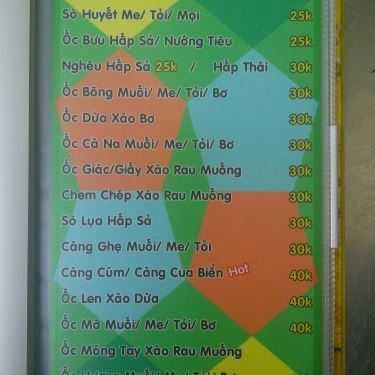 Sò Huyết Me/ Tỏi/ Mọi 25k
Ốc Bươu Hấp Sả/ Nướng Tiêu 25k
Nghêu Hấp Sả 25k / Hấp Thái 30k
Ốc Bông Muối/ Me/ Tỏi/ Bơ 30k
Ốc Dừa Xào Bơ 30k
Ốc Cà Na Muối/ Me/ Tỏi/ Bơ 30k
Ốc Giác/Giấy Xào Rau Muống 30k
Chem Chép Xào Rau Muống 30k
Sò Lụa Hấp Sả 30k
Càng Ghẹ Muối/ Me/ Tỏi 30k
Càng Cúm/ Càng Cua Biển Hot 40k
Ốc Len Xào Dừa 40k
Ốc Mỡ Muối/ Me/ Tỏi/ Bơ 40k
Ốc Móng Tay Xào Rau Muống